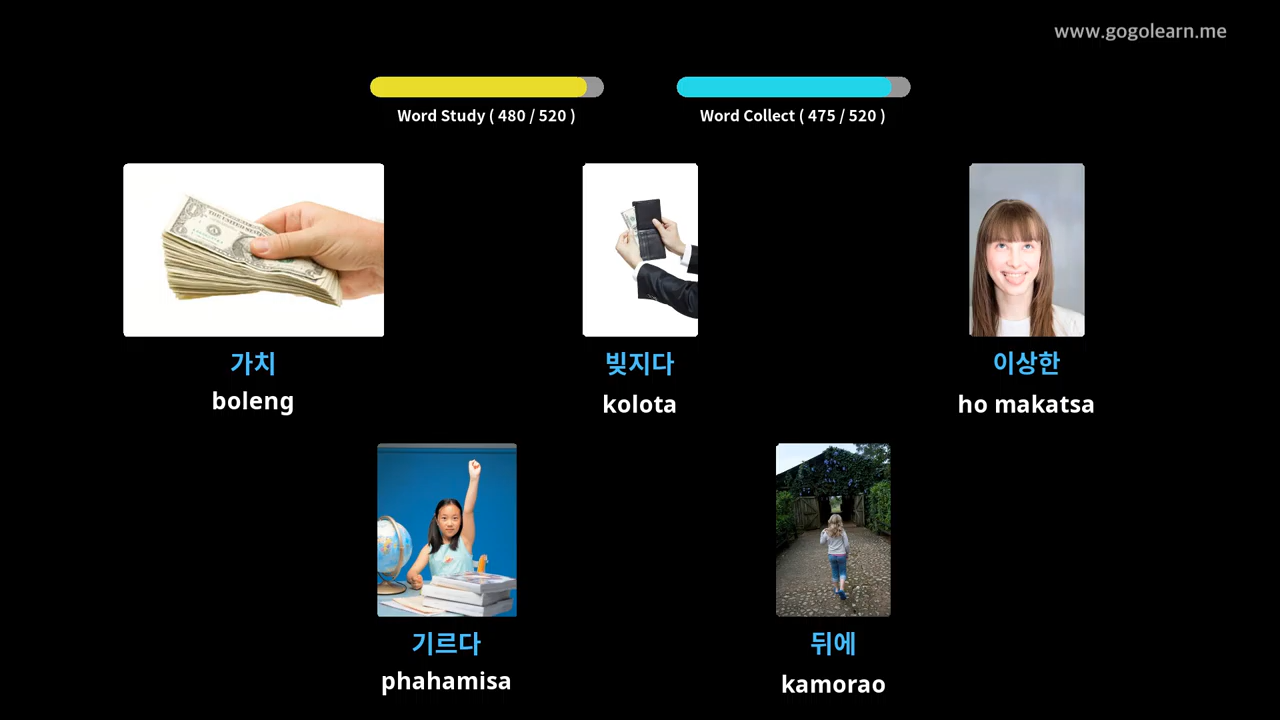 www.gogolearn.me
Word Study ( 480 / 520 )
Word Collect ( 475 / 520 )
가치
boleng
빚지다
kolota
이상한
ho makatsa
기르다
phahamisa
뒤에
kamorao